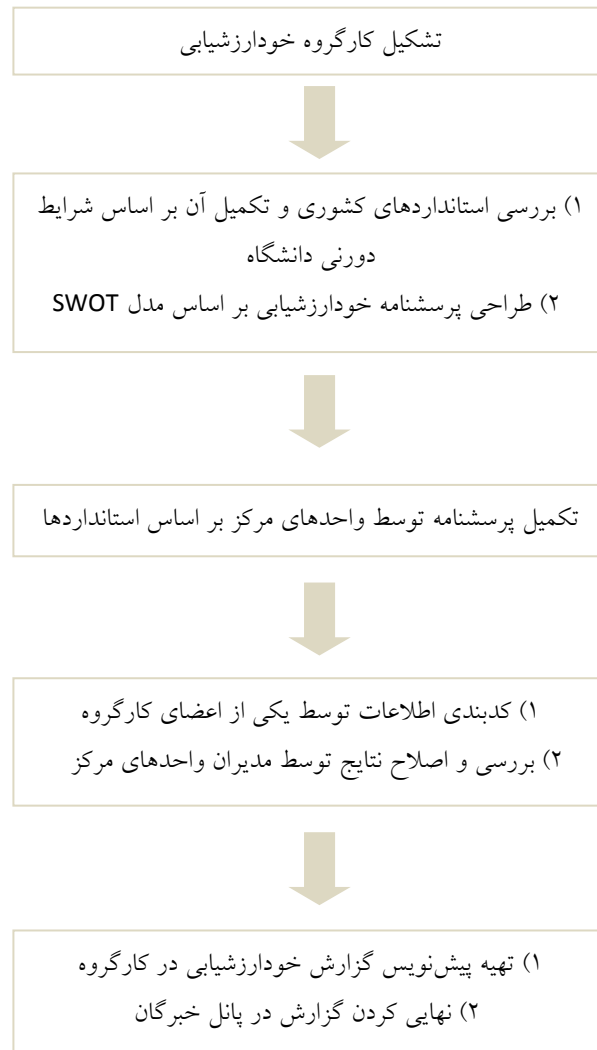 تشکیل کارگروه خودارزشیابی
۱) بررسی استانداردهای کشوری و تکمیل آن بر اساس شرایط
دورنی دانشگاه
۲) طراحی پرسشنامه خودارزشیابی بر اساس مدل SWOT
تکمیل پرسشنامه توسط واحدهای مرکز بر اساس استانداردها
۱) کدبندی اطلاعات توسط یکی از اعضای کارگروه
۲) بررسی و اصلاح نتایج توسط مدیران واحدهای مرکز
۱) تهیه پیش‌نویس گزارش خودارزشیابی در کارگروه
۲) نهایی کردن گزارش در پانل خبرگان